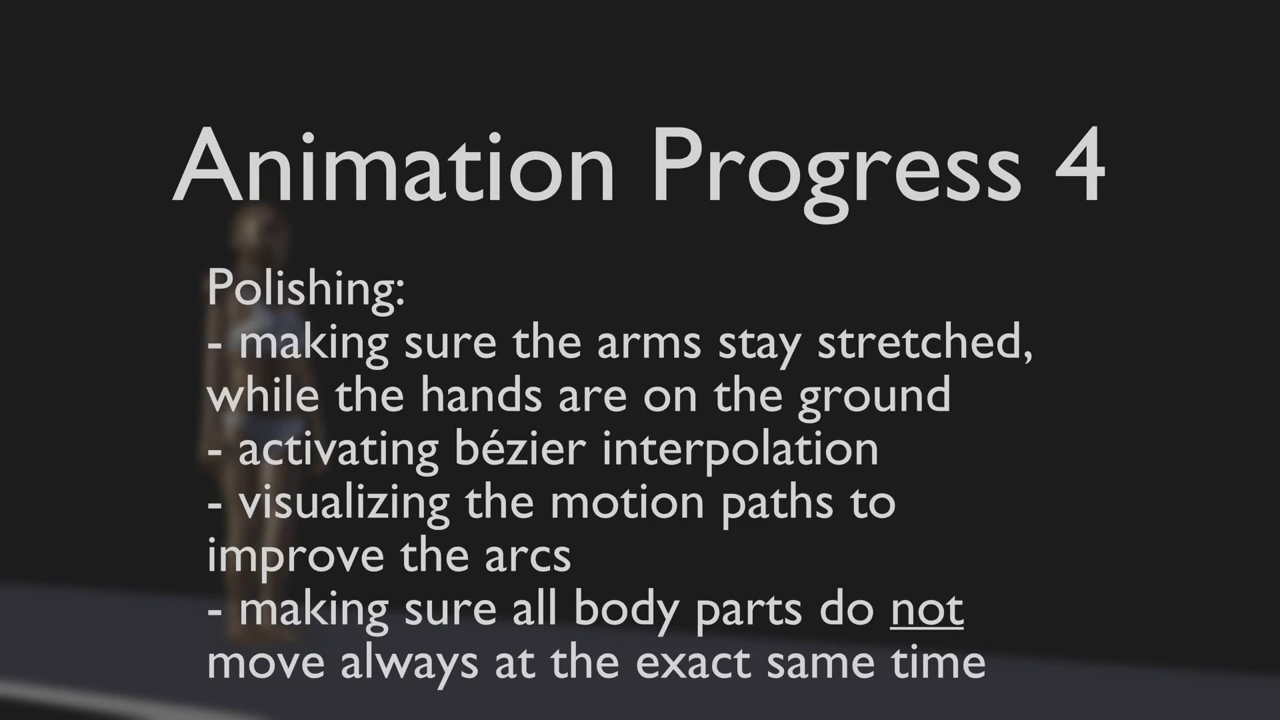 Animation Progress 4
Polishing:
- making sure the arms stay stretched,
while the hands are on the ground
- activating bézier interpolation
- visualizing the motion paths to
improve the arcs
- making sure all body parts do not
move always at the exact same time